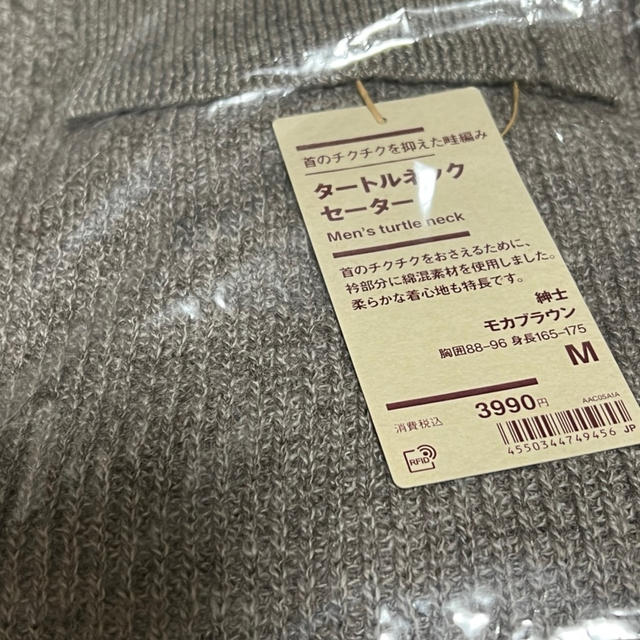 首のチクチクを抑えた畦編み
タートルネック
セーター
Men's turtle neck
首のチクチクをおさえるために、
衿部分に綿混素材を使用しました。
柔らかな着心地も特長です。
紳士
モカブラウン
胸囲88-96 身長165-175
M
消費税込 3990円
AAC05A1A
4550344749456 JP
RFID